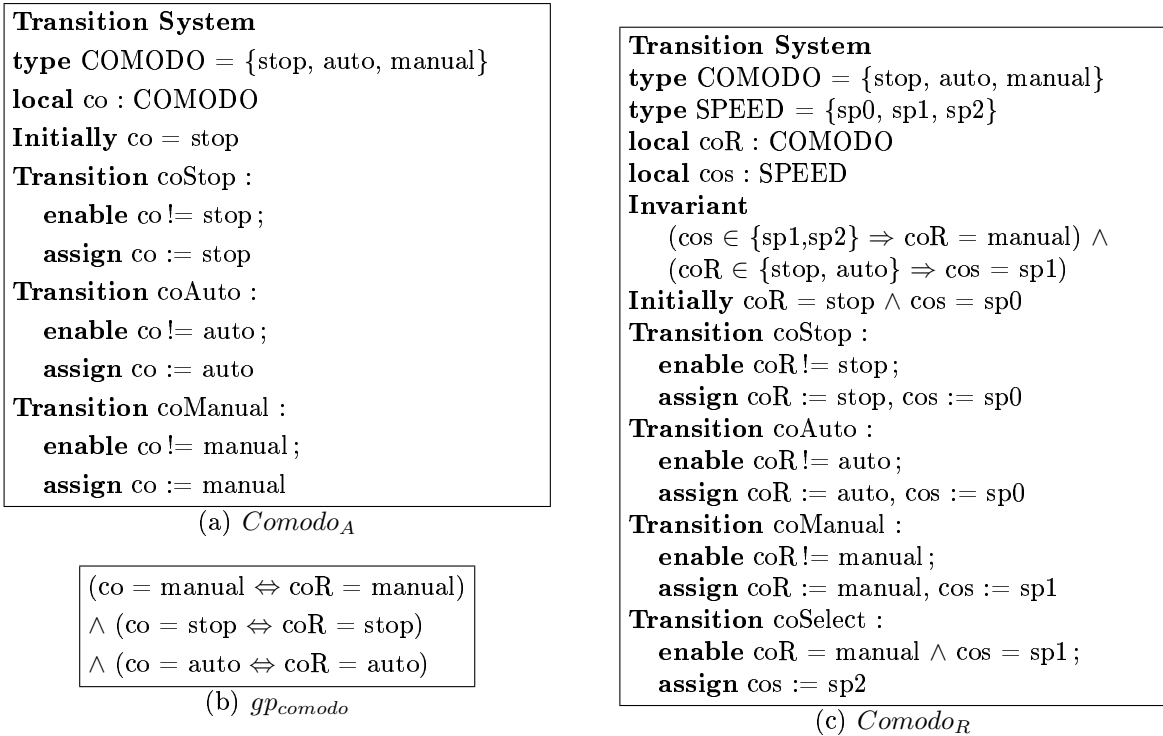 Transition System
type COMODO = {stop, auto, manual}
local co : COMODO
Initially co = stop
Transition coStop :
enable co != stop ;
assign co := stop
Transition coAuto :
enable co != auto ;
assign co := auto
Transition coManual :
enable co != manual ;
assign co := manual
(a) Comodo_A
(co = manual ⇔ coR = manual)
∧ (co = stop ⇔ coR = stop)
∧ (co = auto ⇔ coR = auto)
(b) gp_comodo
Transition System
type COMODO = {stop, auto, manual}
type SPEED = {sp0, sp1, sp2}
local coR : COMODO
local cos : SPEED
Invariant
(cos ∈ {sp1,sp2} ⇒ coR = manual) ∧
(coR ∈ {stop, auto} ⇒ cos = sp1)
Initially coR = stop ∧ cos = sp0
Transition coStop :
enable coR != stop ;
assign coR := stop, cos := sp0
Transition coAuto :
enable coR != auto ;
assign coR := auto, cos := sp0
Transition coManual :
enable coR != manual ;
assign coR := manual, cos := sp1
Transition coSelect :
enable coR = manual ∧ cos = sp1 ;
assign cos := sp2
(c) Comodo_R